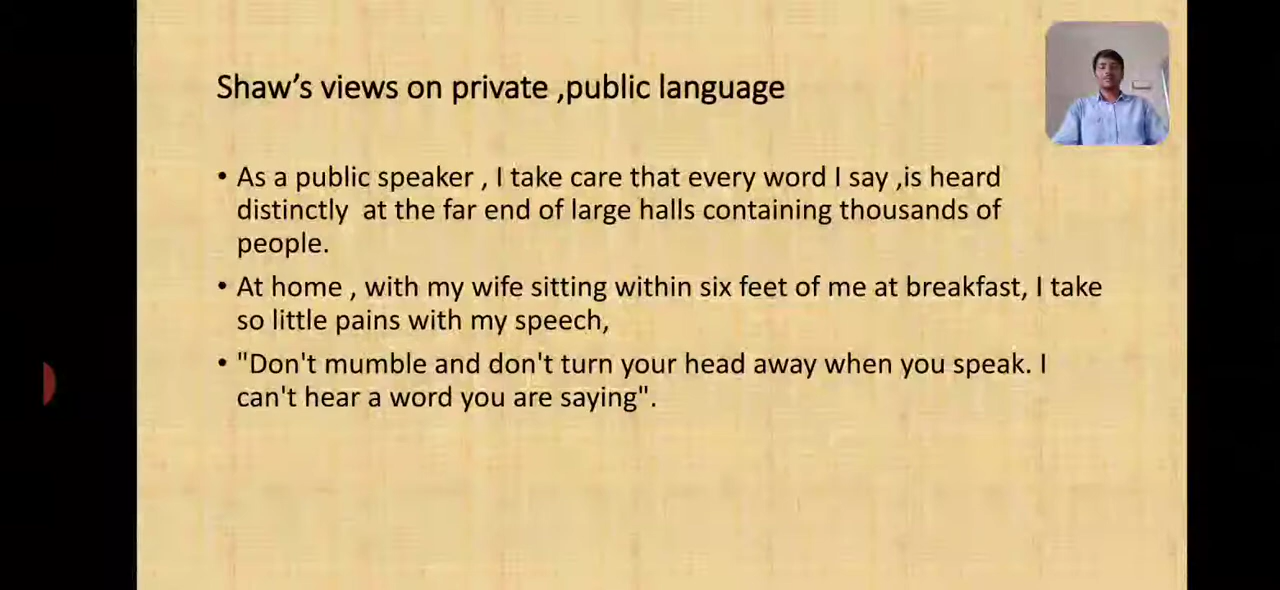 Shaw’s views on private ,public language
• As a public speaker , I take care that every word I say ,is heard
distinctly  at the far end of large halls containing thousands of
people.
• At home , with my wife sitting within six feet of me at breakfast, I take
so little pains with my speech,
• "Don't mumble and don't turn your head away when you speak. I
can't hear a word you are saying".